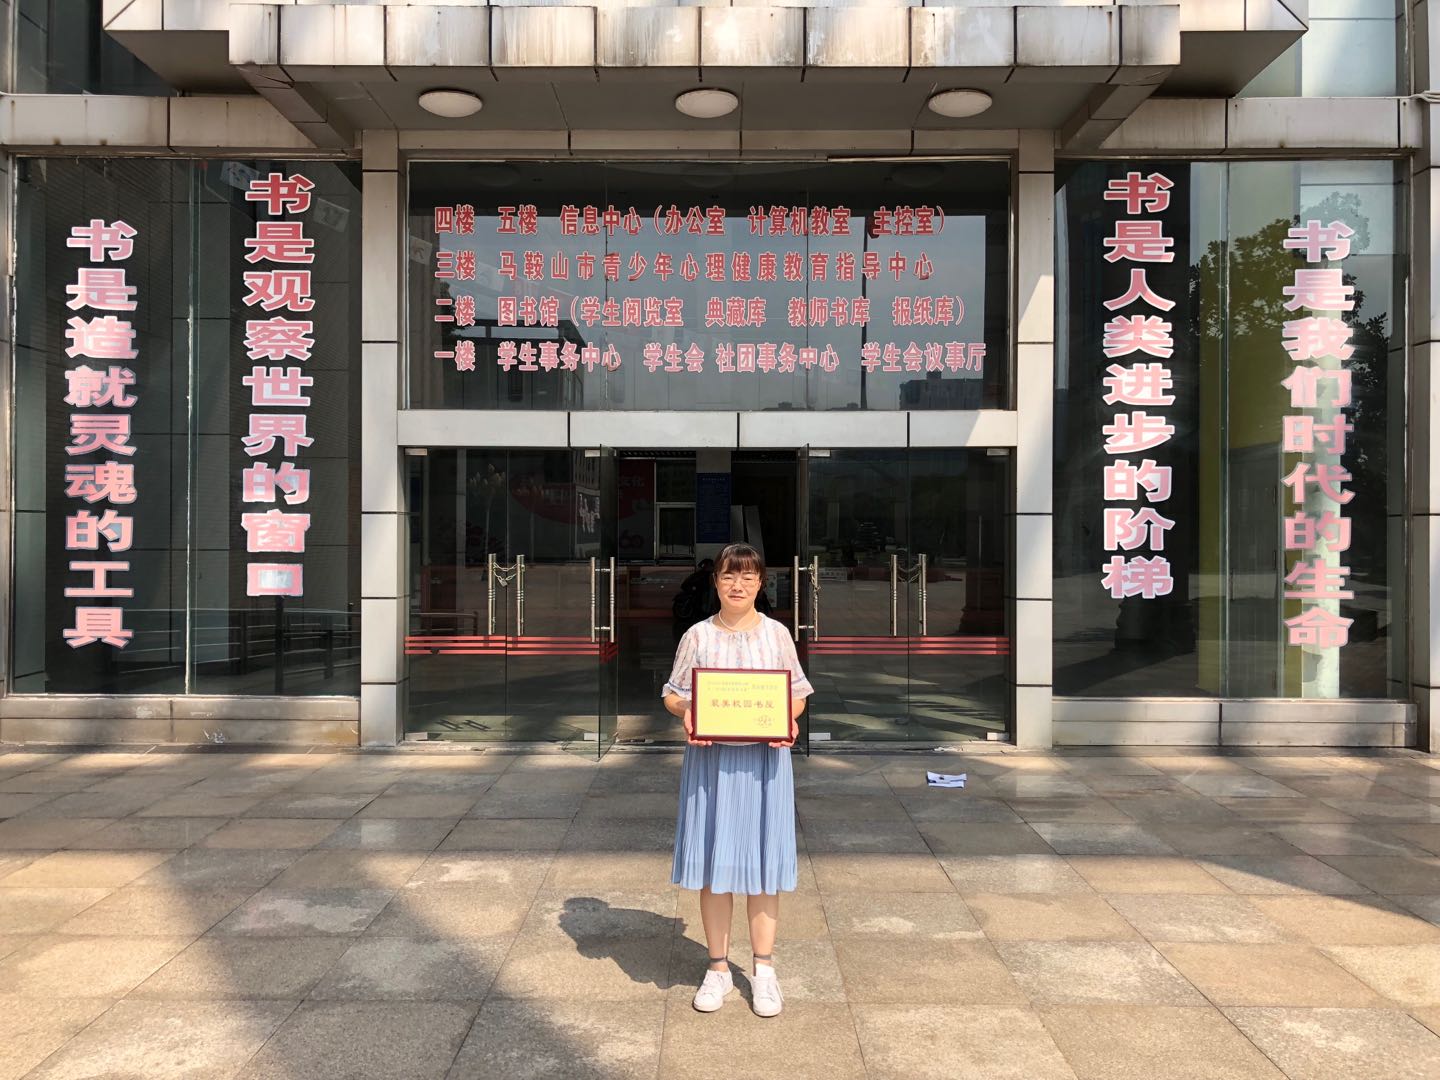 书是造就灵魂的工具
书是观察世界的窗口
四楼 五楼 信息中心（办公室 计算机教室 主控室）
三楼 马鞍山市青少年心理健康教育指导中心
二楼 图书馆（学生阅览室 典藏库 教师书库 报纸库）
一楼 学生事务中心 学生会 社团事务中心 学生会议事厅
书是人类进步的阶梯
书是我们时代的生命
最美校园书屋